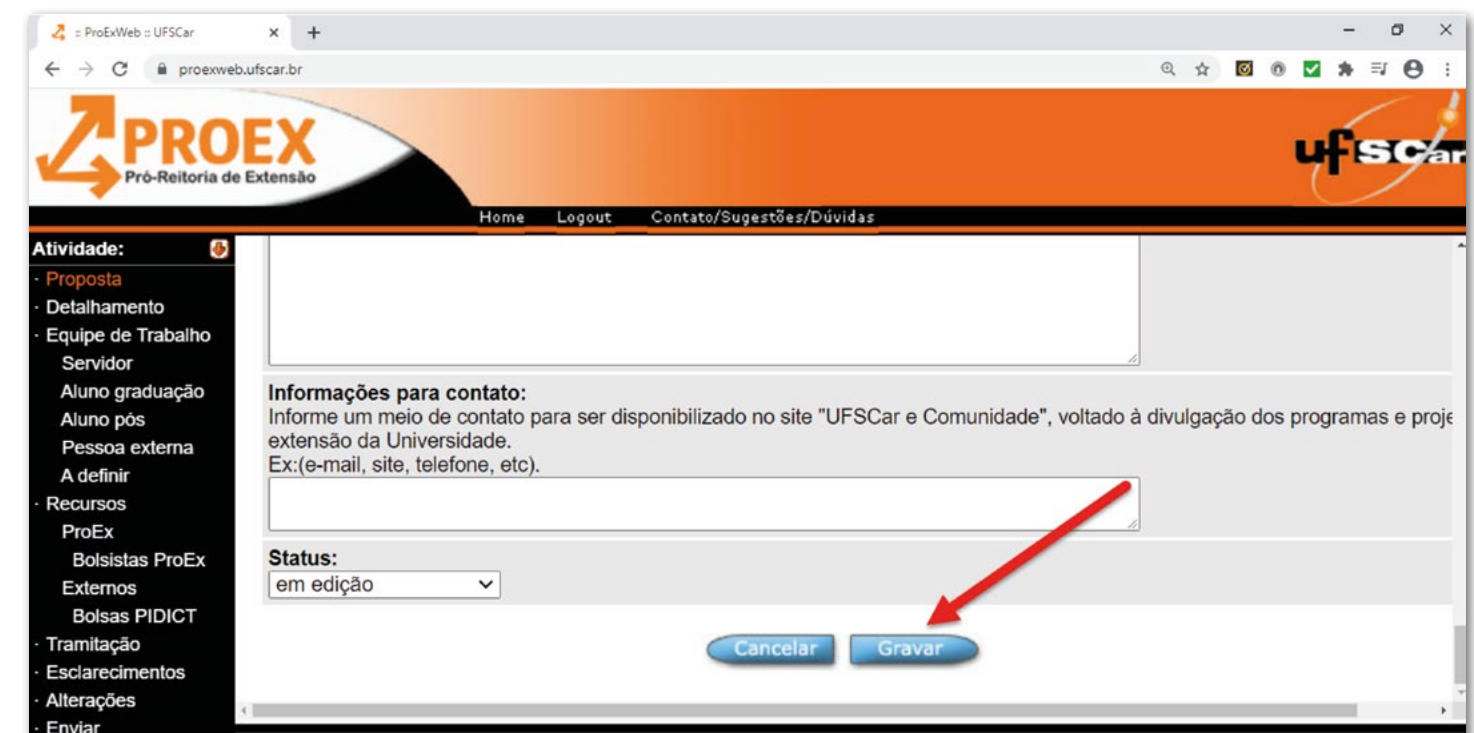 :: ProExWeb :: UFSCar
proexweb.ufscar.br
PROEX
Pró-Reitoria de Extensão
ufscar
Home Logout Contato/Sugestões/Dúvidas
Atividade:
· Proposta
· Detalhamento
· Equipe de Trabalho
Servidor
Aluno graduação
Aluno pós
Pessoa externa
A definir
· Recursos
ProEx
Bolsistas ProEx
Externos
Bolsas PIDICT
· Tramitação
· Esclarecimentos
· Alterações
· Enviar
Informações para contato:
Informe um meio de contato para ser disponibilizado no site "UFSCar e Comunidade", voltado à divulgação dos programas e proje
extensão da Universidade.
Ex:(e-mail, site, telefone, etc).
Status:
em edição
Cancelar Gravar